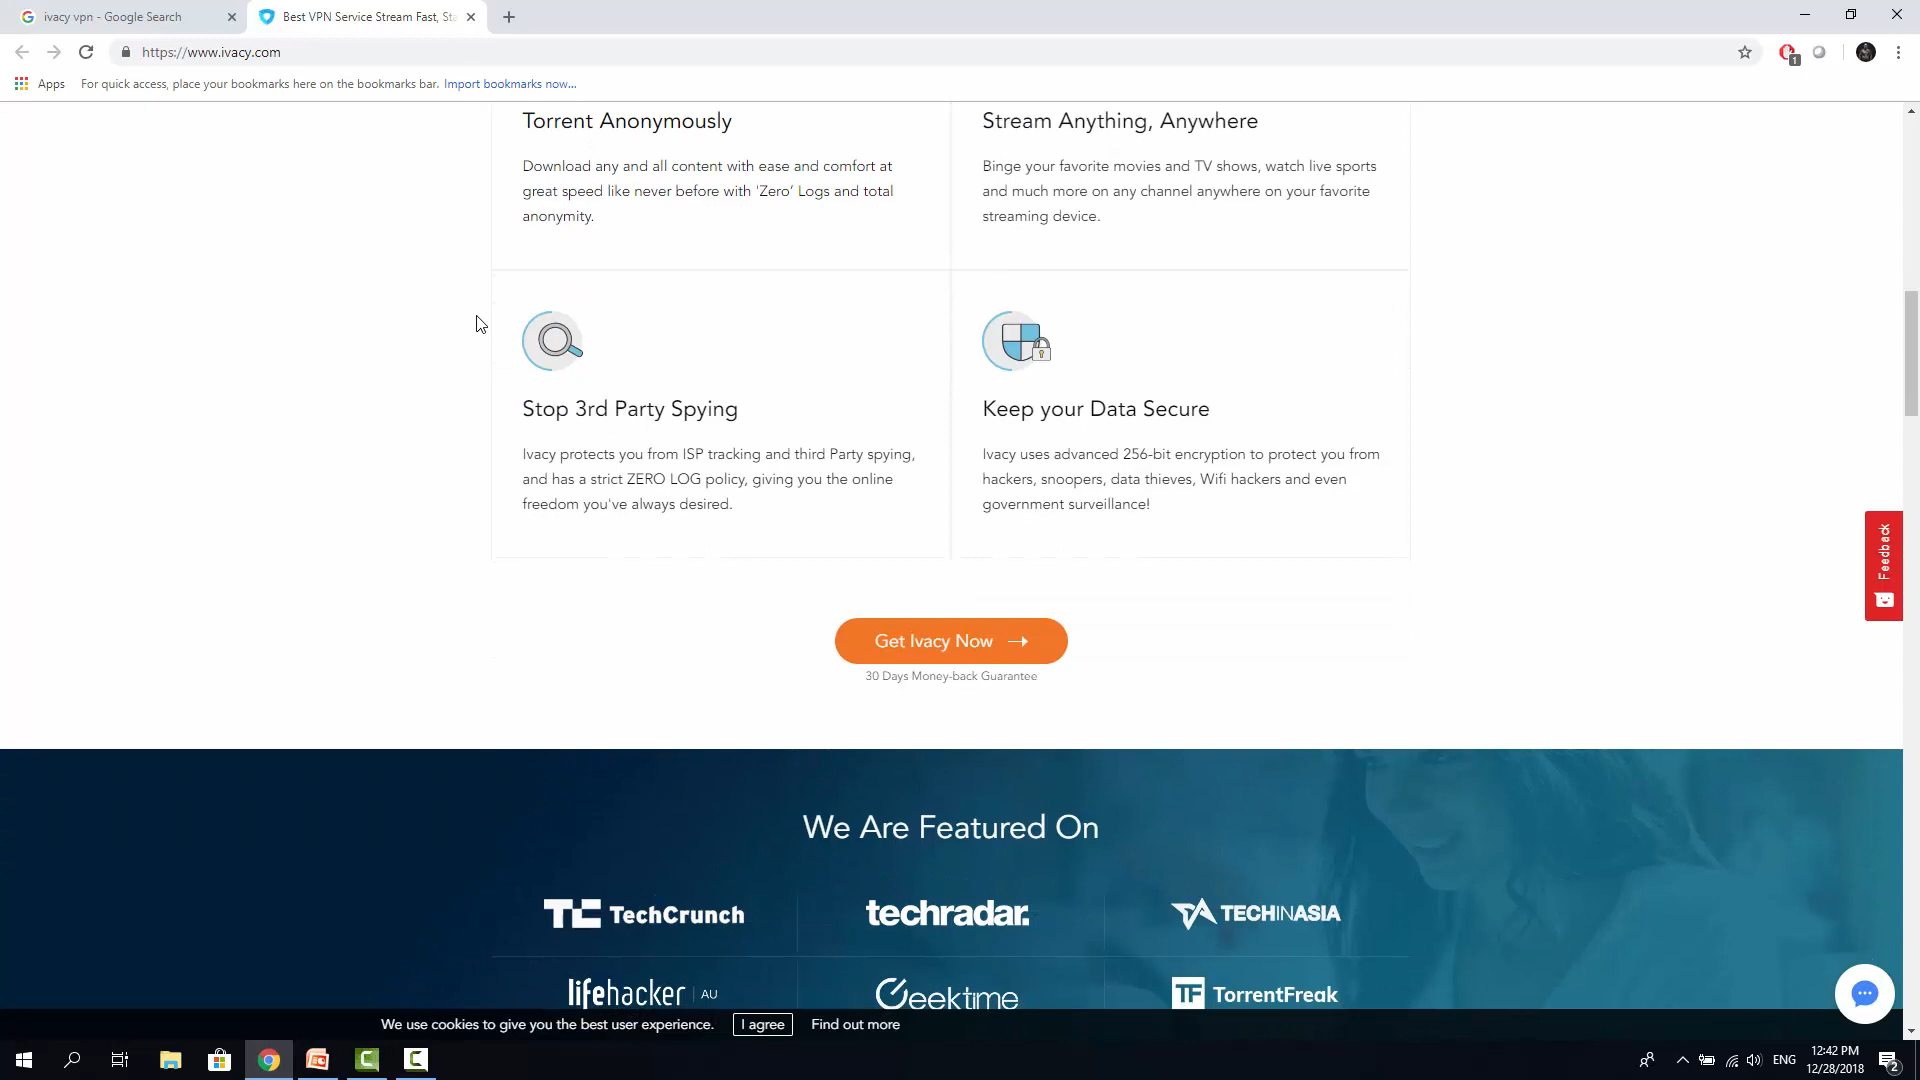 ivacy vpn - Google Search
Best VPN Service Stream Fast, Sta
https://www.ivacy.com
1
Apps
For quick access, place your bookmarks here on the bookmarks bar. Import bookmarks now...
Torrent Anonymously
Download any and all content with ease and comfort at
great speed like never before with 'Zero' Logs and total
anonymity.
Stream Anything, Anywhere
Binge your favorite movies and TV shows, watch live sports
and much more on any channel anywhere on your favorite
streaming device.
Stop 3rd Party Spying
Ivacy protects you from ISP tracking and third Party spying,
and has a strict ZERO LOG policy, giving you the online
freedom you've always desired.
Keep your Data Secure
Ivacy uses advanced 256-bit encryption to protect you from
hackers, snoopers, data thieves, Wifi hackers and even
government surveillance!
Feedback
Get Ivacy Now
30 Days Money-back Guarantee
We Are Featured On
TC TechCrunch
techradar.
TECHINASIA
lifehacker | AU
Geektime
TF TorrentFreak
We use cookies to give you the best user experience. I agree Find out more
ENG
12:42 PM
12/28/2018
2